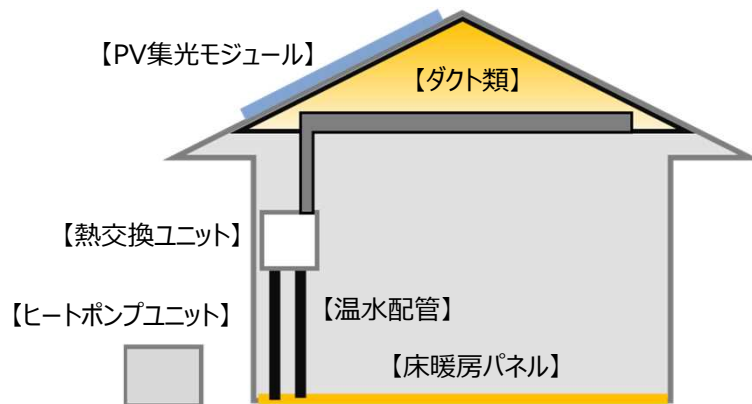 【PV集光モジュール】
【ダクト類】
【熱交換ユニット】
【ヒートポンプユニット】
【温水配管】
【床暖房パネル】